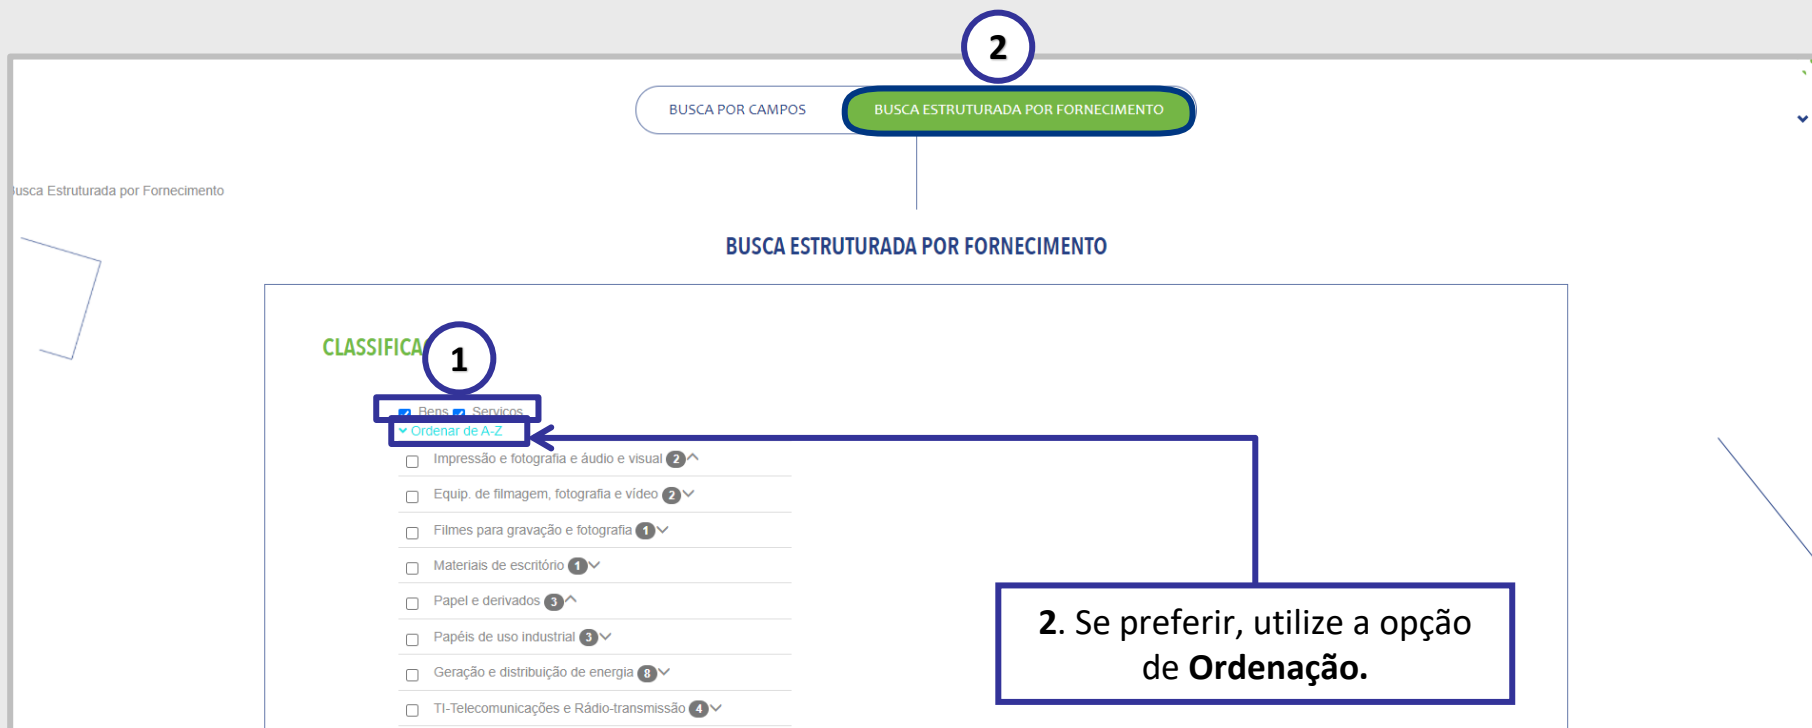 2
BUSCA POR CAMPOS
BUSCA ESTRUTURADA POR FORNECIMENTO
Estruturada por Fornecimento
BUSCA ESTRUTURADA POR FORNECIMENTO
1
Bens Serviços
Ordenar de A-Z
Impressão e fotografia e áudio e visual 2
Equip. de filmagem, fotografia e vídeo 2
Filmes para gravação e fotografia 1
Materiais de escritório 1
Papel e derivados 3
Papéis de uso industrial 3
Geração e distribuição de energia 8
TI-Telecomunicações e Rádio-transmissão 4
2. Se preferir, utilize a opção
de Ordenação.